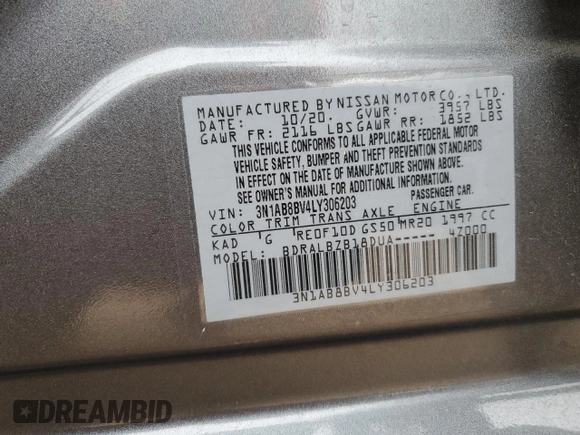 MANUFACTURED BY NISSAN MOTOR CO., LTD.
DATE: 10/20. GVWR: 3957 LBS
GAWR FR: 2116 LBS GAWR RR: 1852 LBS
THIS VEHICLE CONFORMS TO ALL APPLICABLE FEDERAL MOTOR
VEHICLE SAFETY, BUMPER AND THEFT PREVENTION STANDARDS
IN EFFECT ON THE DATE OF MANUFACTURE SHOWN ABOVE.
SEE OWNER'S MANUAL FOR ADDITIONAL INFORMATION.
VIN: 3N1AB8BV4LY306203 PASSENGER CAR.
COLOR TRIM TRANS AXLE ENGINE
KAD G RE0F10D GS50 MR20 1997 CC
MODEL: BDRALBZB18DUA----- 4Z000
3N1AB8BV4LY306203
DREAMBID